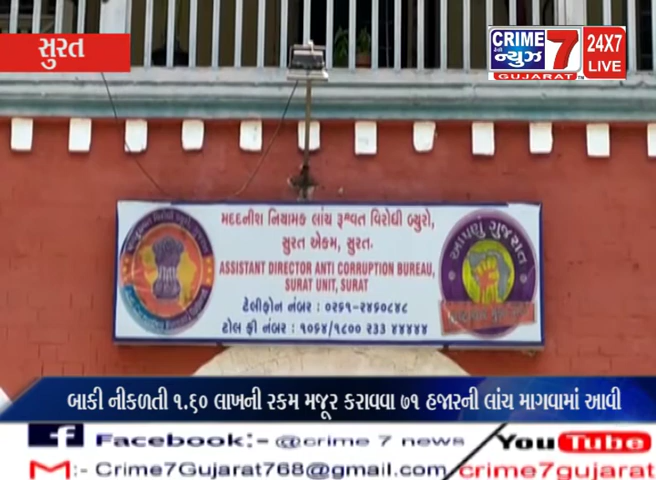 સુરત
CRIME
ન્યુઝ
7
GUJARAT
24X7
LIVE
મદદનીશ નિયામક લાંચ રૂશ્વત વિરોધી બ્યુરો,
સુરત એકમ, સુરત.
ASSISTANT DIRECTOR ANTI CORRUPTION BUREAU,
SURAT UNIT, SURAT
ટેલીફોન નંબર : ૦૨૬૧-૨૪૬૦૮૪૮
ટોલ ફ્રી નંબર : ૧૦૬૪/૧૮૦૦ ૨૩૩ ૪૪૪૪૪
આપણું ગુજરાત
બાકી નીકળતી ૧.૬૦ લાખની રકમ મજૂર કરાવવા ૭૧ હજારની લાંચ માગવામાં આવી
Facebook:- @crime 7 news
You Tube
M:- Crime7Gujarat768@gmail.com
crime7gujarat